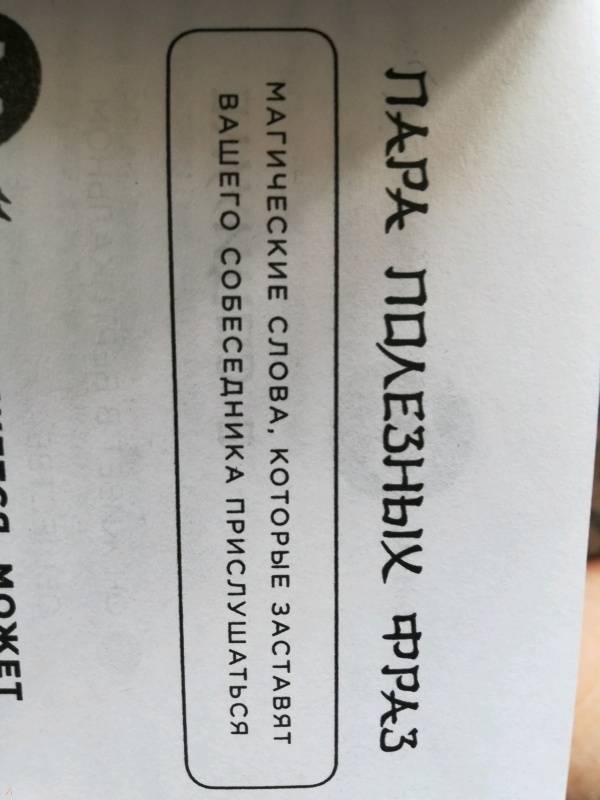 ПАРА ПОЛЕЗНЫХ ФРАЗ
МАГИЧЕСКИЕ СЛОВА, КОТОРЫЕ ЗАСТАВЯТ
ВАШЕГО СОБЕСЕДНИКА ПРИСЛУШАТЬСЯ
МОЖЕТ